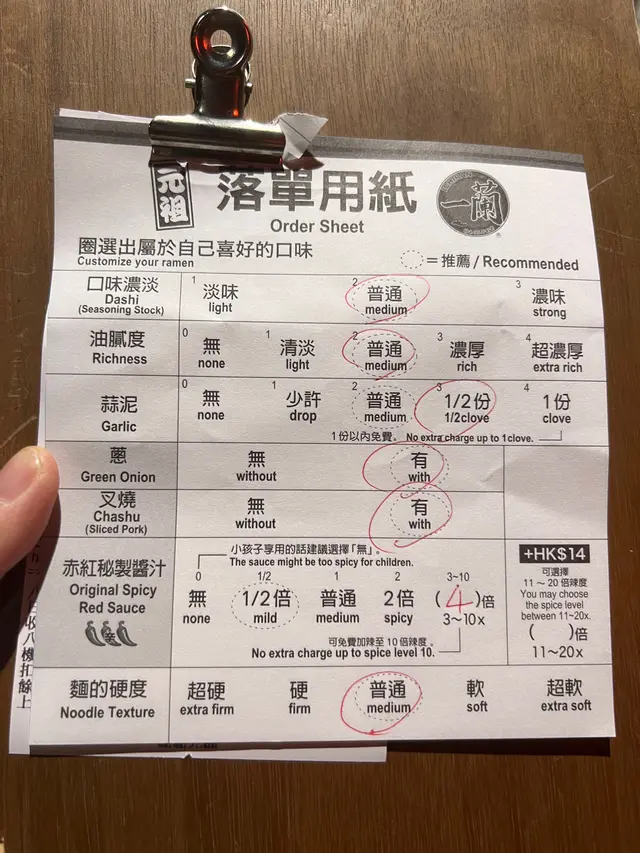 元祖
落單用紙
一蘭
Order Sheet
圈選出屬於自己喜好的口味
Customize your ramen
=推薦/Recommended
口味濃淡 1 淡味 2 普通 3 濃味
Dashi light medium strong
(Seasoning Stock)
油膩度 0 無 1 清淡 2 普通 3 濃厚 4 超濃厚
Richness none light medium rich extra rich
蒜泥 0 無 1 少許 2 普通 3 1/2份 4 1份
Garlic none drop medium 1/2clove clove
1份以內免費。 No extra charge up to 1clove.
蔥 無 有
Green Onion without with
叉燒 無 有
Chashu without with
(Sliced Pork)
小孩子享用的話建議選擇「無」。
The sauce might be too spicy for children.
赤紅秘製醬汁
Original Spicy
Red Sauce
辛
0 1/2 1 2 3~10
無 1/2倍 普通 2倍 (4)倍
none mild medium spicy 3~10x
可免費加辣至10倍辣度。
No extra charge up to spice level 10.
+HK$14
可選擇
11~20倍辣度
You may choose
the spice level
between 11~20x.
( )倍
11~20x
麵的硬度 超硬 硬 普通 軟 超軟
Noodle Texture extra firm firm medium soft extra soft
收八機扣餘上